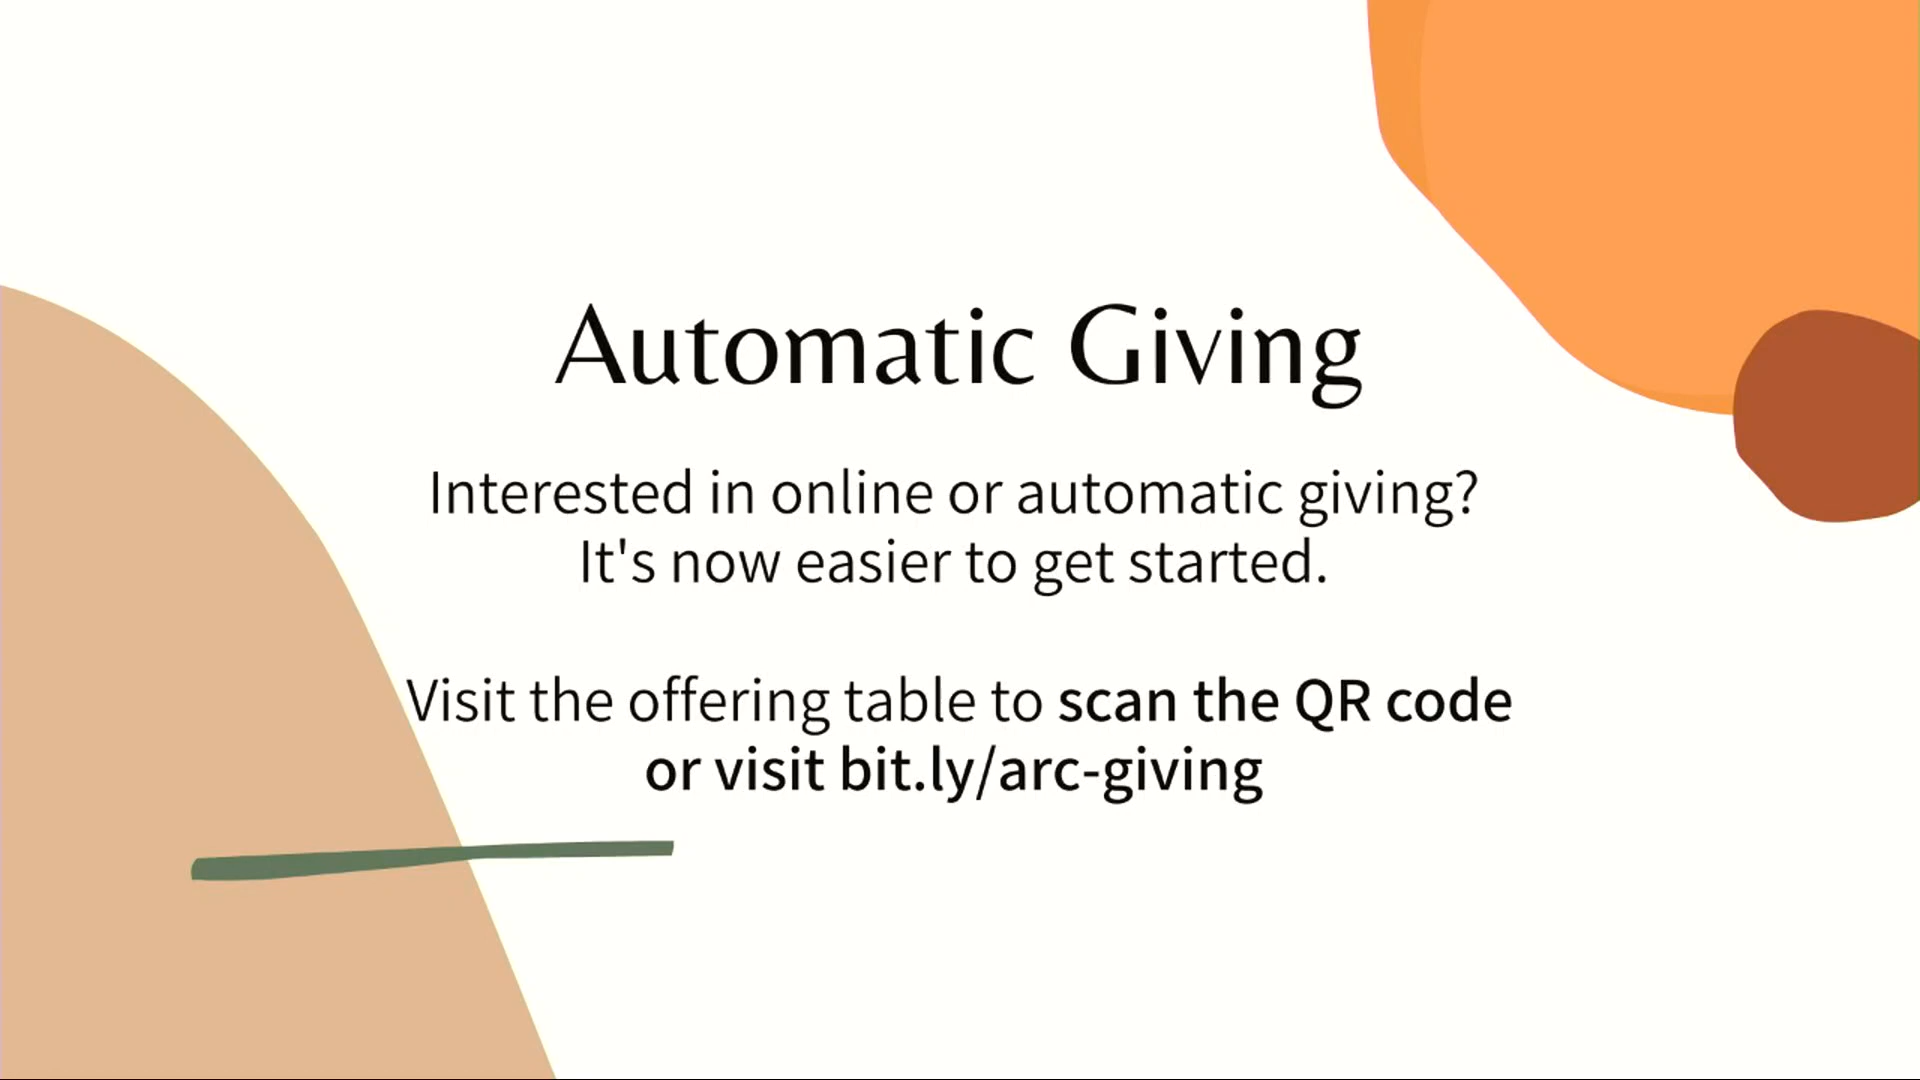 Automatic Giving
Interested in online or automatic giving?
It's now easier to get started.
Visit the offering table to scan the QR code
or visit bit.ly/arc-giving